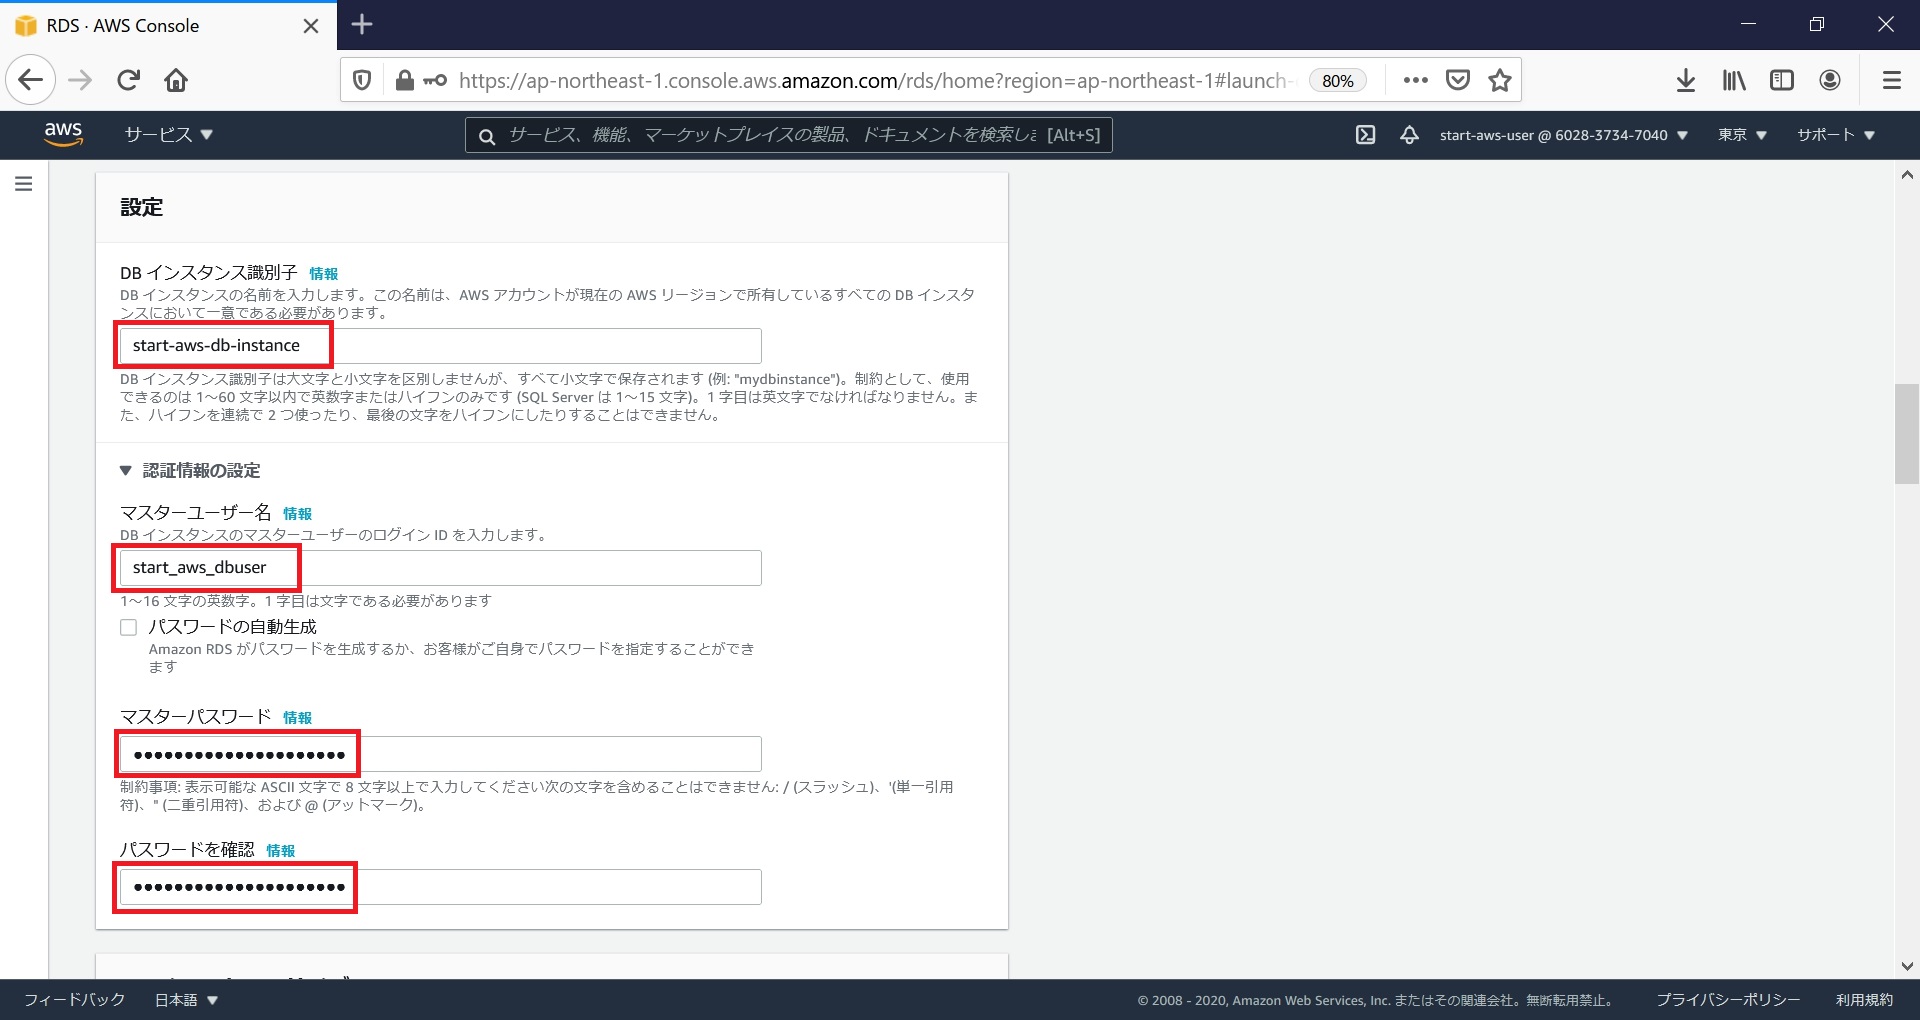 RDS · AWS Console
https://ap-northeast-1.console.aws.amazon.com/rds/home?region=ap-northeast-1#launch-
80%
aws
サービス
サービス、機能、マーケットプレイスの製品、ドキュメントを検索しま [Alt+S]
start-aws-user @ 6028-3734-7040
東京
サポート
設定
DB インスタンス識別子 情報
DB インスタンスの名前を入力します。この名前は、AWS アカウントが現在の AWS リージョンで所有しているすべての DB インスタ
ンスにおいて一意である必要があります。
start-aws-db-instance
DB インスタンス識別子は大文字と小文字を区別しませんが、すべて小文字で保存されます (例: "mydbinstance")。制約として、使用
できるのは 1～60 文字以内で英数字またはハイフンのみです (SQL Server は 1～15 文字)。1 字目は英文字でなければなりません。ま
た、ハイフンを連続で 2 つ使ったり、最後の文字をハイフンにしたりすることはできません。
▼ 認証情報の設定
マスターユーザー名 情報
DB インスタンスのマスターユーザーのログイン ID を入力します。
start_aws_dbuser
1～16 文字の英数字。1 字目は文字である必要があります
パスワードの自動生成
Amazon RDS がパスワードを生成するか、お客様がご自身でパスワードを指定することができ
ます
マスターパスワード 情報
●●●●●●●●●●●●●●●●●●●●●
制約事項: 表示可能な ASCII 文字で 8 文字以上で入力してください次の文字を含めることはできません: / (スラッシュ)、'(単一引用
符)、" (二重引用符)、および @ (アットマーク)。
パスワードを確認 情報
●●●●●●●●●●●●●●●●●●●●●
フィードバック
日本語
© 2008 - 2020, Amazon Web Services, Inc. またはその関連会社。無断転用禁止。
プライバシーポリシー
利用規約